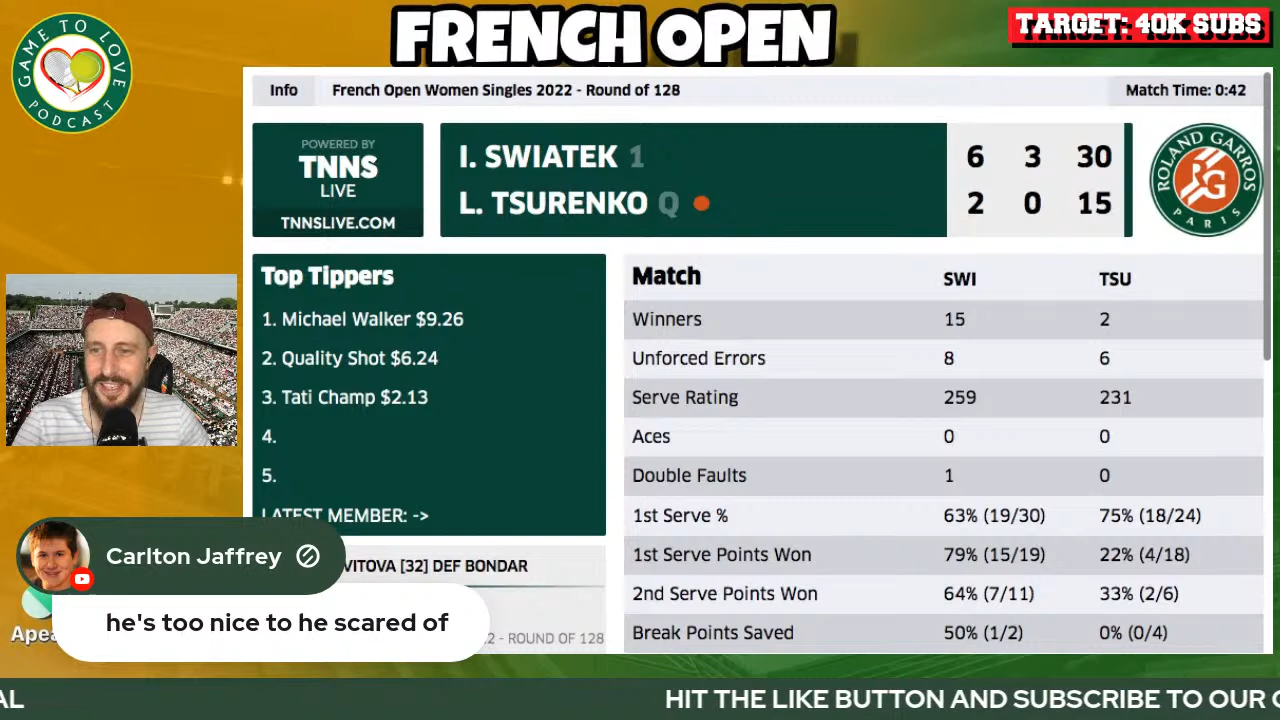 GAME TO LOVE
PODCAST
FRENCH OPEN
TARGET: 40K SUBS
Info
French Open Women Singles 2022 - Round of 128
Match Time: 0:42
POWERED BY
TNNS
LIVE
TNNSLIVE.COM
I. SWIATEK 1 6 3 30
L. TSURENKO Q 2 0 15
ROLAND GARROS
RG
PARIS
Top Tippers
1. Michael Walker $9.26
2. Quality Shot $6.24
3. Tati Champ $2.13
4.
5.
LATEST MEMBER: ->
Match SWI TSU
Winners 15 2
Unforced Errors 8 6
Serve Rating 259 231
Aces 0 0
Double Faults 1 0
1st Serve % 63% (19/30) 75% (18/24)
1st Serve Points Won 79% (15/19) 22% (4/18)
2nd Serve Points Won 64% (7/11) 33% (2/6)
Break Points Saved 50% (1/2) 0% (0/4)
VITOVA [32] DEF BONDAR
2 - ROUND OF 128
Carlton Jaffrey
he's too nice to he scared of
Apea
AL
HIT THE LIKE BUTTON AND SUBSCRIBE TO OUR